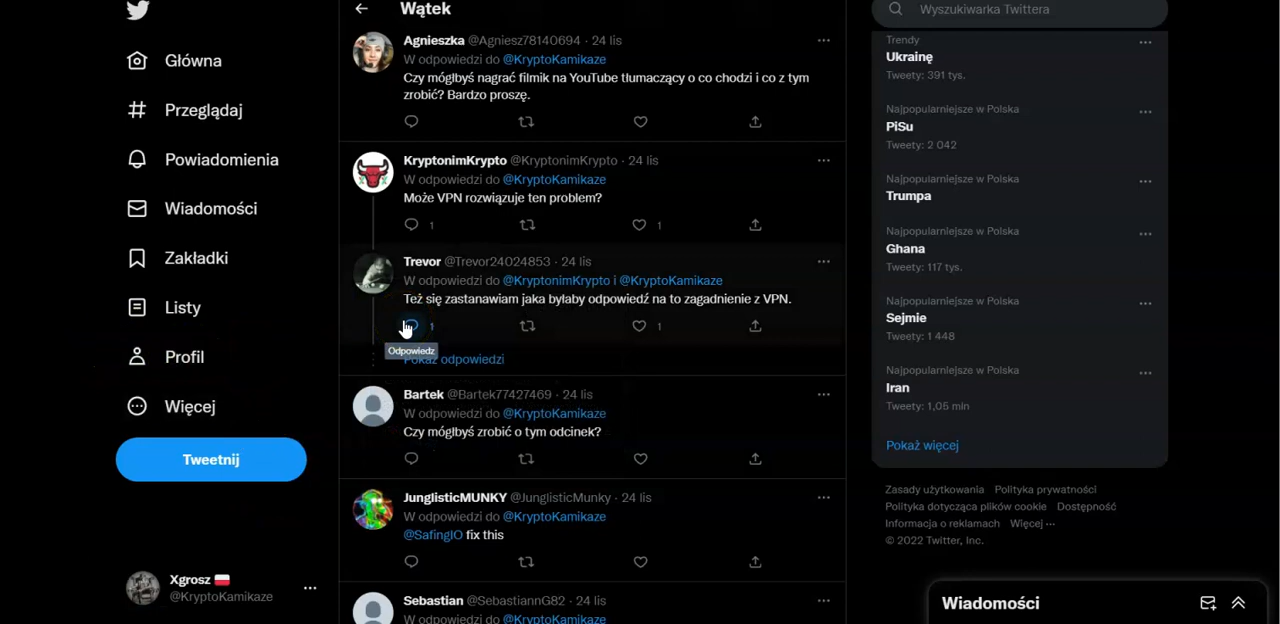 Główna
Przeglądaj
Powiadomienia
Wiadomości
Zakładki
Listy
Profil
Więcej
Tweetnij
Xgrosz
@KryptoKamikaze
Wątek
Agnieszka @Agniesz78140694 · 24 lis
W odpowiedzi do @KryptoKamikaze
Czy mógłbyś nagrać filmik na YouTube tłumaczący o co chodzi i co z tym
zrobić? Bardzo proszę.
KryptonimKrypto @KryptonimKrypto · 24 lis
W odpowiedzi do @KryptoKamikaze
Może VPN rozwiązuje ten problem?
1 1
Trevor @Trevor24024853 · 24 lis
W odpowiedzi do @KryptonimKrypto i @KryptoKamikaze
Też się zastanawiam jaka byłaby odpowiedź na to zagadnienie z VPN.
1 1
Odpowiedz
Pokaż odpowiedzi
Bartek @Bartek77427469 · 24 lis
W odpowiedzi do @KryptoKamikaze
Czy mógłbyś zrobić o tym odcinek?
JunglisticMUNKY @JunglisticMunky · 24 lis
W odpowiedzi do @KryptoKamikaze
@SafingIO fix this
Sebastian @SebastiannG82 · 24 lis
W odpowiedzi do @KryptoKamikaze
Wyszukiwarka Twittera
Trendy
Ukrainę
Tweety: 391 tys.
Najpopularniejsze w Polska
PiSu
Tweety: 2 042
Najpopularniejsze w Polska
Trumpa
Najpopularniejsze w Polska
Ghana
Tweety: 117 tys.
Najpopularniejsze w Polska
Sejmie
Tweety: 1 448
Najpopularniejsze w Polska
Iran
Tweety: 1,05 mln
Pokaż więcej
Zasady użytkowania Polityka prywatności
Polityka dotycząca plików cookie Dostępność
Informacja o reklamach Więcej ···
© 2022 Twitter, Inc.
Wiadomości